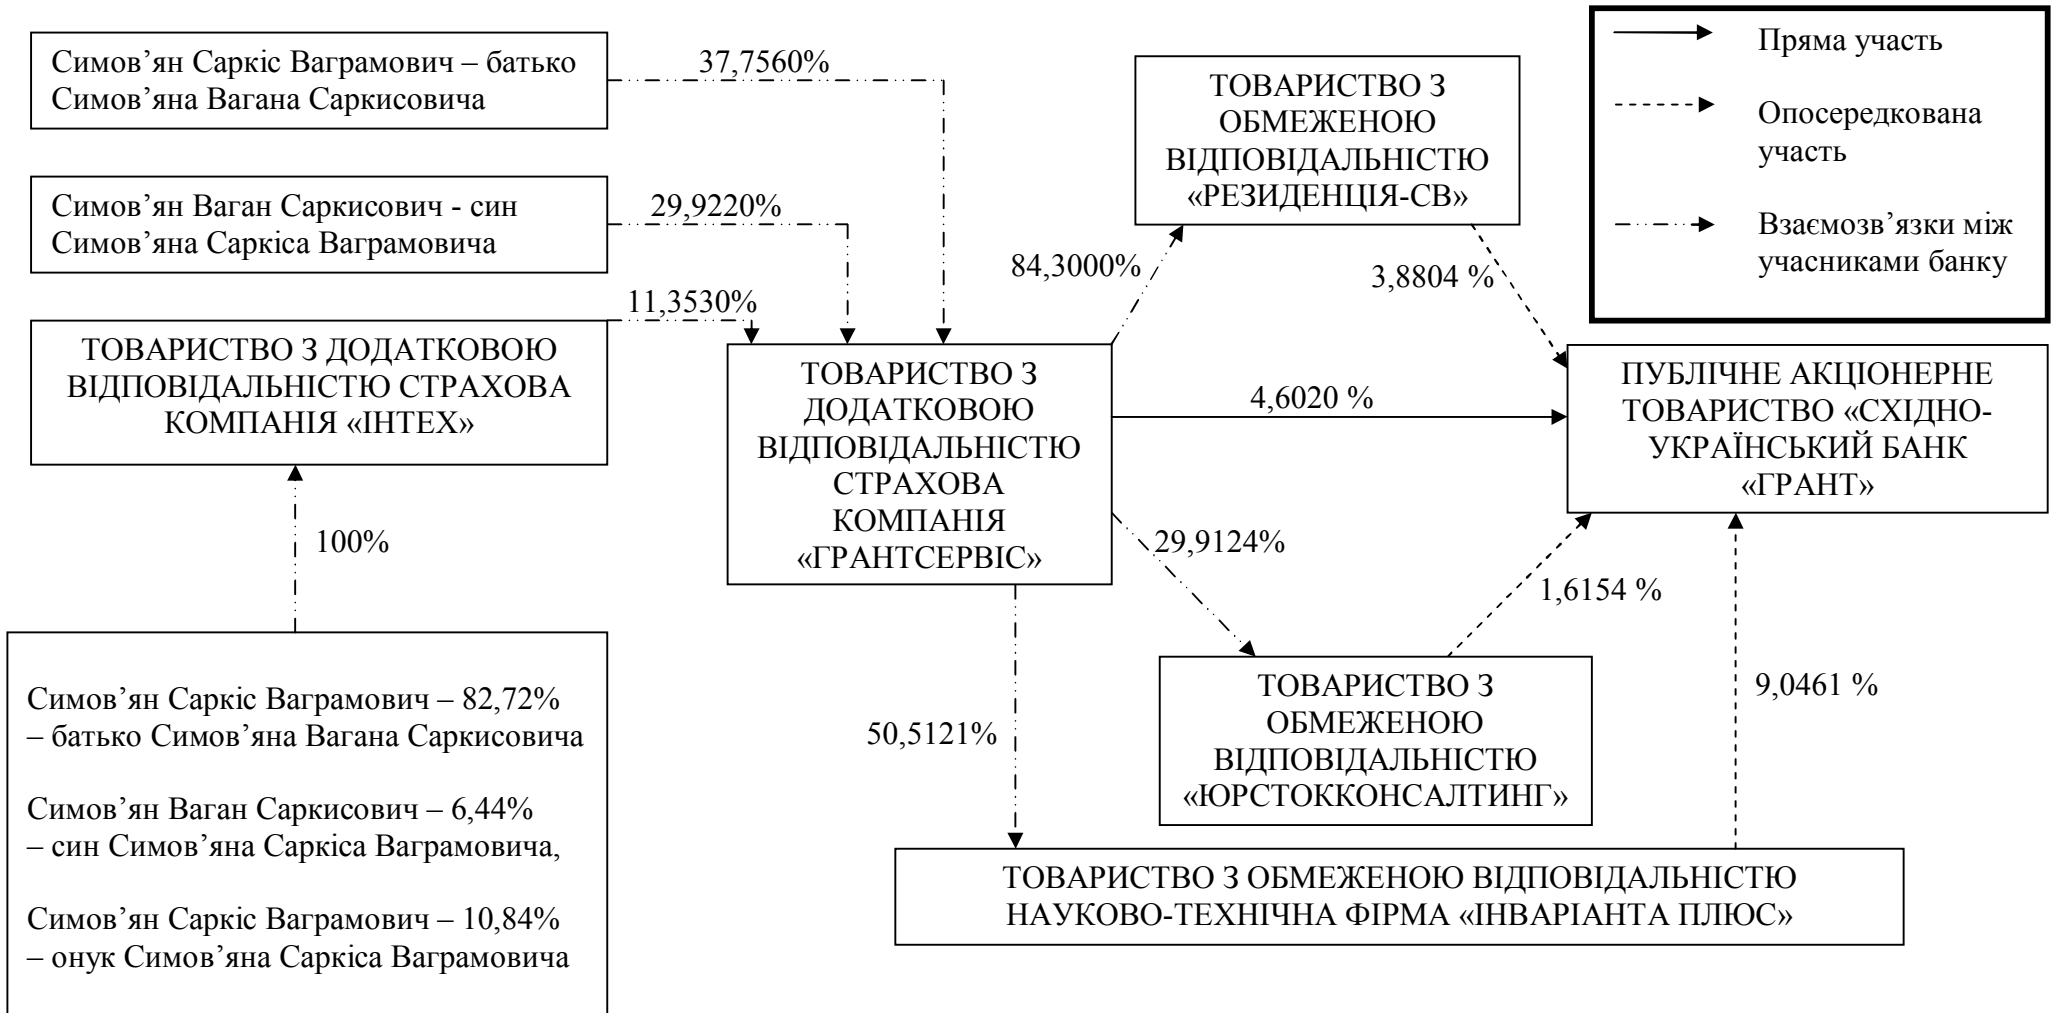 Симов’ян Саркіс Ваграмович – батько
Симов’яна Вагана Саркисовича
37,7560%
Симов’ян Ваган Саркисович - син
Симов’яна Саркіса Ваграмовича
29,9220%
11,3530%
ТОВАРИСТВО З ДОДАТКОВОЮ
ВІДПОВІДАЛЬНІСТЮ СТРАХОВА
КОМПАНІЯ «ІНТЕХ»
100%
Симов’ян Саркіс Ваграмович – 82,72%
– батько Симов’яна Вагана Саркисовича
Симов’ян Ваган Саркисович – 6,44%
– син Симов’яна Саркіса Ваграмовича,
Симов’ян Саркіс Ваграмович – 10,84%
– онук Симов’яна Саркіса Ваграмовича
ТОВАРИСТВО З
ДОДАТКОВОЮ
ВІДПОВІДАЛЬНІСТЮ
СТРАХОВА
КОМПАНІЯ
«ГРАНТСЕРВІС»
ТОВАРИСТВО З
ОБМЕЖЕНОЮ
ВІДПОВІДАЛЬНІСТЮ
«РЕЗИДЕНЦІЯ-СВ»
84,3000%
3,8804 %
4,6020 %
29,9124%
1,6154 %
50,5121%
9,0461 %
ТОВАРИСТВО З
ОБМЕЖЕНОЮ
ВІДПОВІДАЛЬНІСТЮ
«ЮРСТОККОНСАЛТИНГ»
ТОВАРИСТВО З ОБМЕЖЕНОЮ ВІДПОВІДАЛЬНІСТЮ
НАУКОВО-ТЕХНІЧНА ФІРМА «ІНВАРІАНТА ПЛЮС»
Пряма участь
Опосередкована
участь
Взаємозв’язки між
учасниками банку
ПУБЛІЧНЕ АКЦІОНЕРНЕ
ТОВАРИСТВО «СХІДНО-
УКРАЇНСЬКИЙ БАНК
«ГРАНТ»